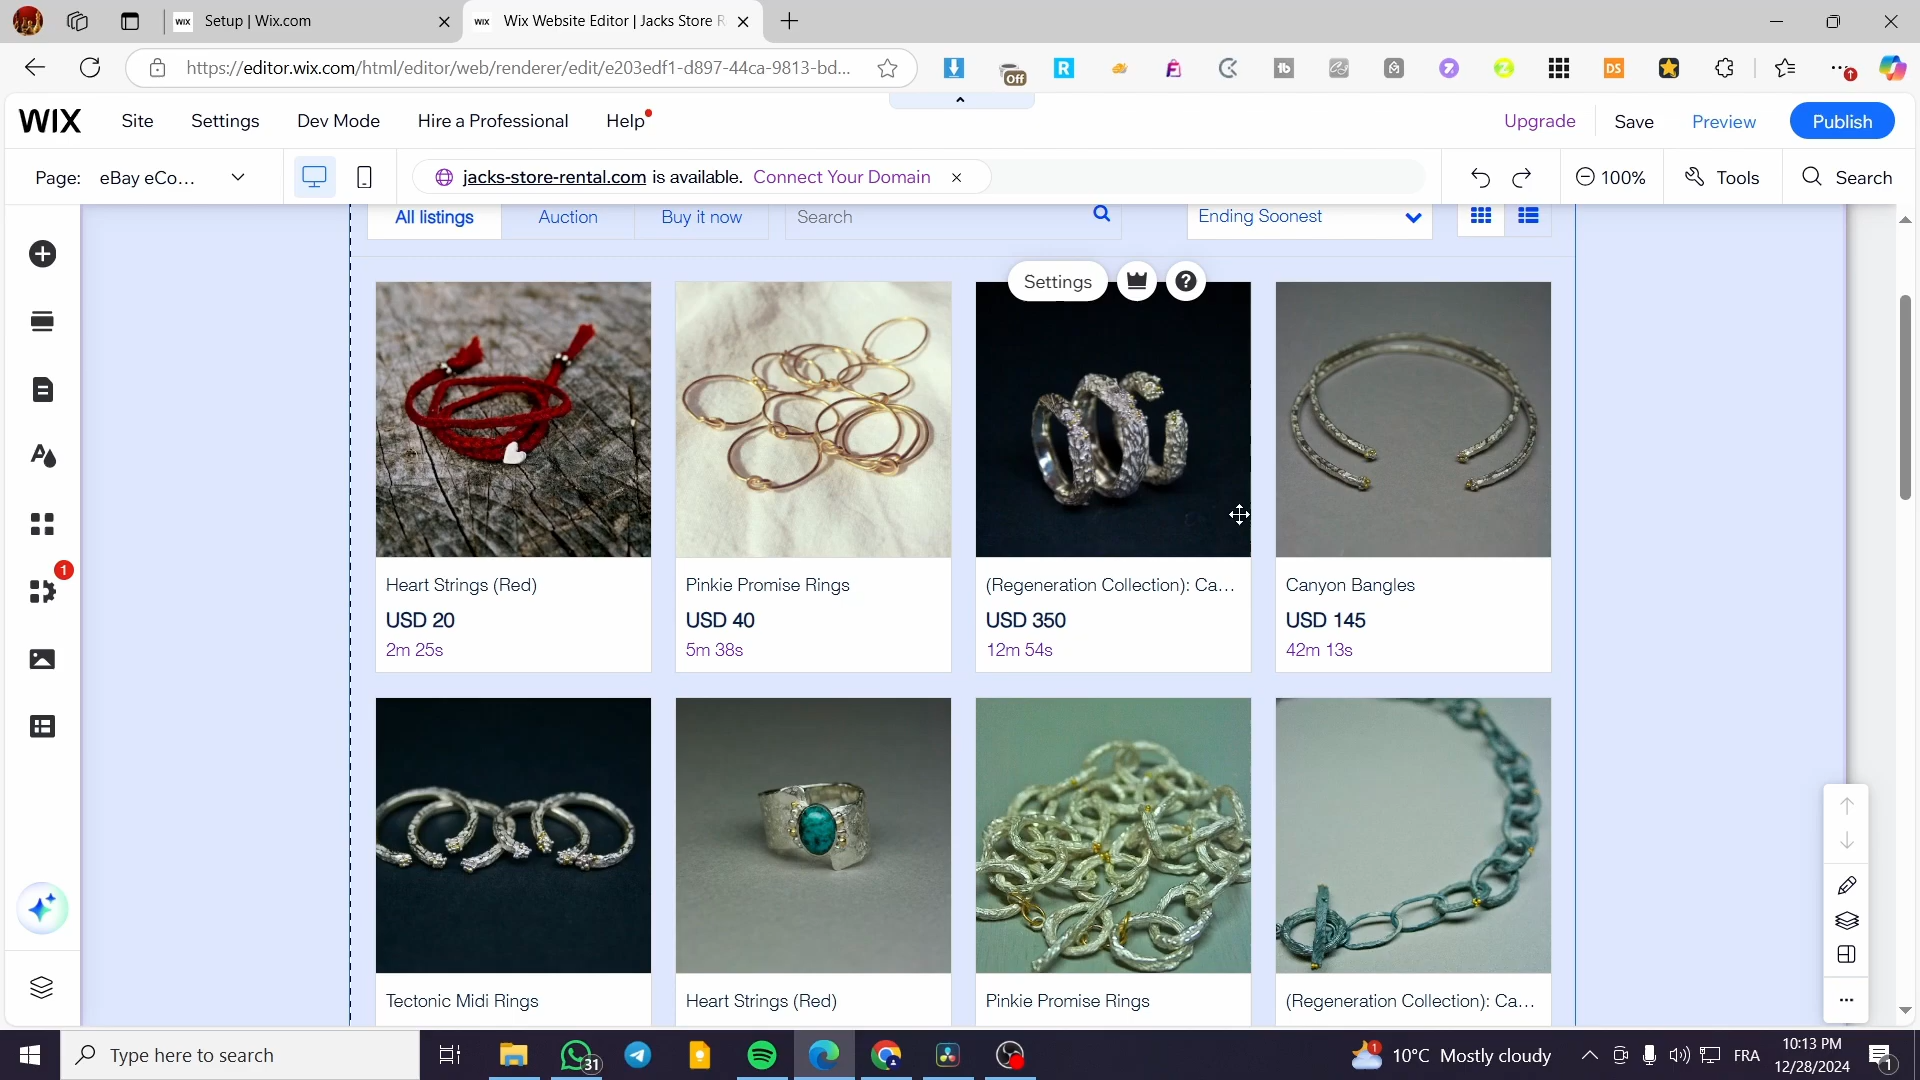 Setup | Wix.com
Wix Website Editor | Jacks Store R
https://editor.wix.com/html/editor/web/renderer/edit/e203edf1-d897-44ca-9813-bd...
Off
WIX
Site
Settings
Dev Mode
Hire a Professional
Help
Upgrade
Save
Preview
Publish
Page: eBay eCo...
jacks-store-rental.com is available. Connect Your Domain
100%
Tools
Search
All listings
Auction
Buy it now
Search
Ending Soonest
Settings
Heart Strings (Red)
USD 20
2m 25s
Pinkie Promise Rings
USD 40
5m 38s
(Regeneration Collection): Ca...
USD 350
12m 54s
Canyon Bangles
USD 145
42m 13s
1
Tectonic Midi Rings
Heart Strings (Red)
Pinkie Promise Rings
(Regeneration Collection): Ca...
Type here to search
31
10°C Mostly cloudy
FRA
10:13 PM
12/28/2024
1